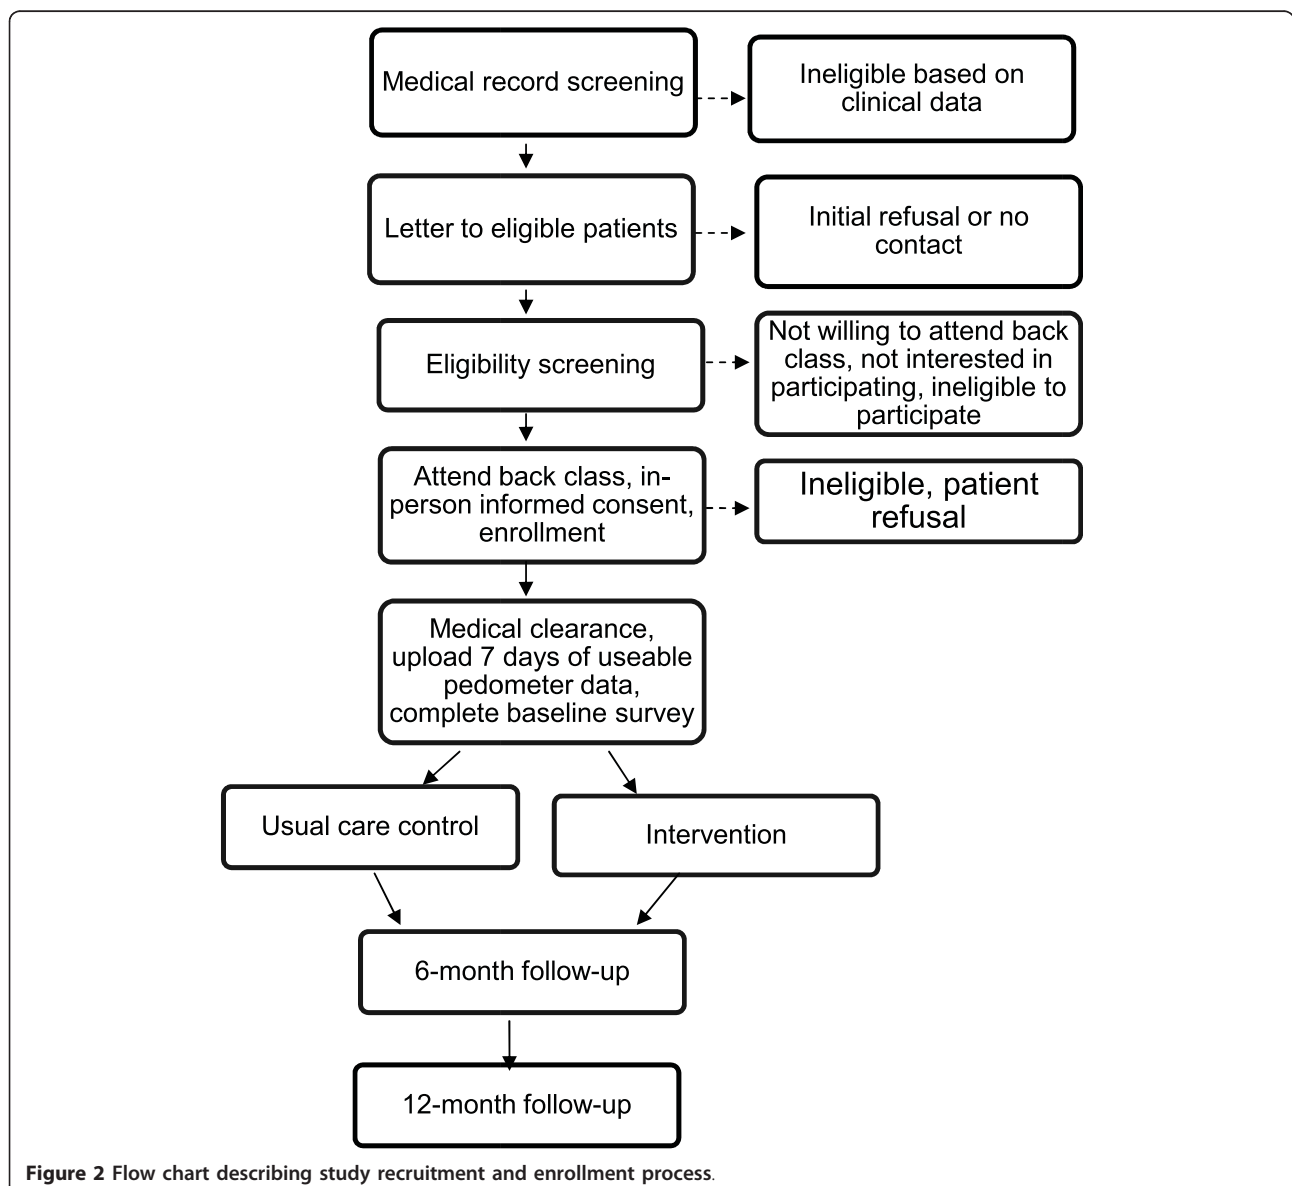 Medical record screening
Ineligible based on
clinical data
Letter to eligible patients
Initial refusal or no
contact
Eligibility screening
Not willing to attend back
class, not interested in
participating, ineligible to
participate
Attend back class, in-
person informed consent,
enrollment
Ineligible, patient
refusal
Medical clearance,
upload 7 days of useable
pedometer data,
complete baseline survey
Usual care control
Intervention
6-month follow-up
12-month follow-up
Figure 2 Flow chart describing study recruitment and enrollment process.